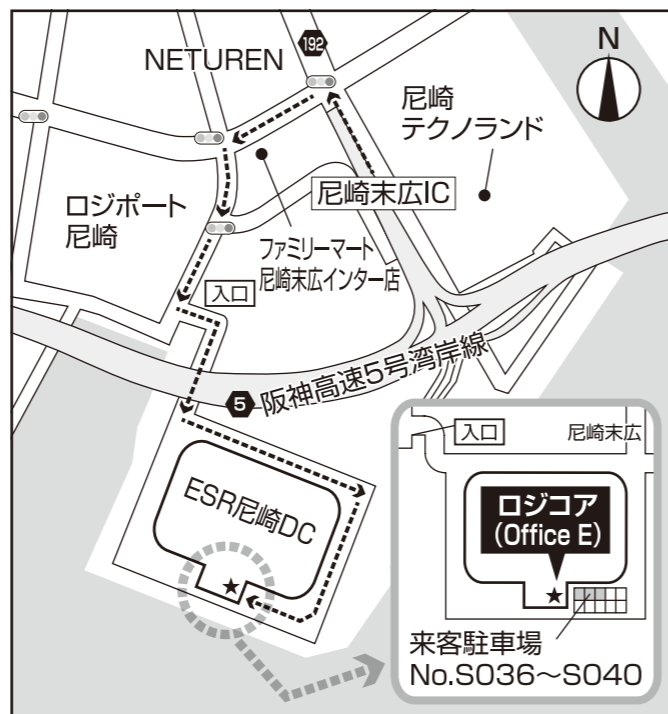 192
N
NETUREN
尼崎
テクノランド
尼崎末広IC
ロジポート
尼崎
ファミリーマート
尼崎末広インター店
入口
5
阪神高速5号湾岸線
ESR尼崎DC
入口
尼崎末広
ロジコア
(Office E)
来客駐車場
No.S036〜S040